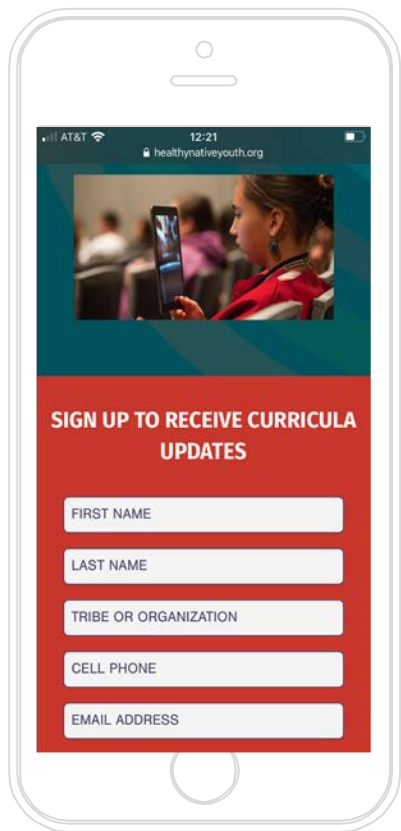 AT&T 12:21
healthynativeyouth.org
SIGN UP TO RECEIVE CURRICULA
UPDATES
FIRST NAME
LAST NAME
TRIBE OR ORGANIZATION
CELL PHONE
EMAIL ADDRESS